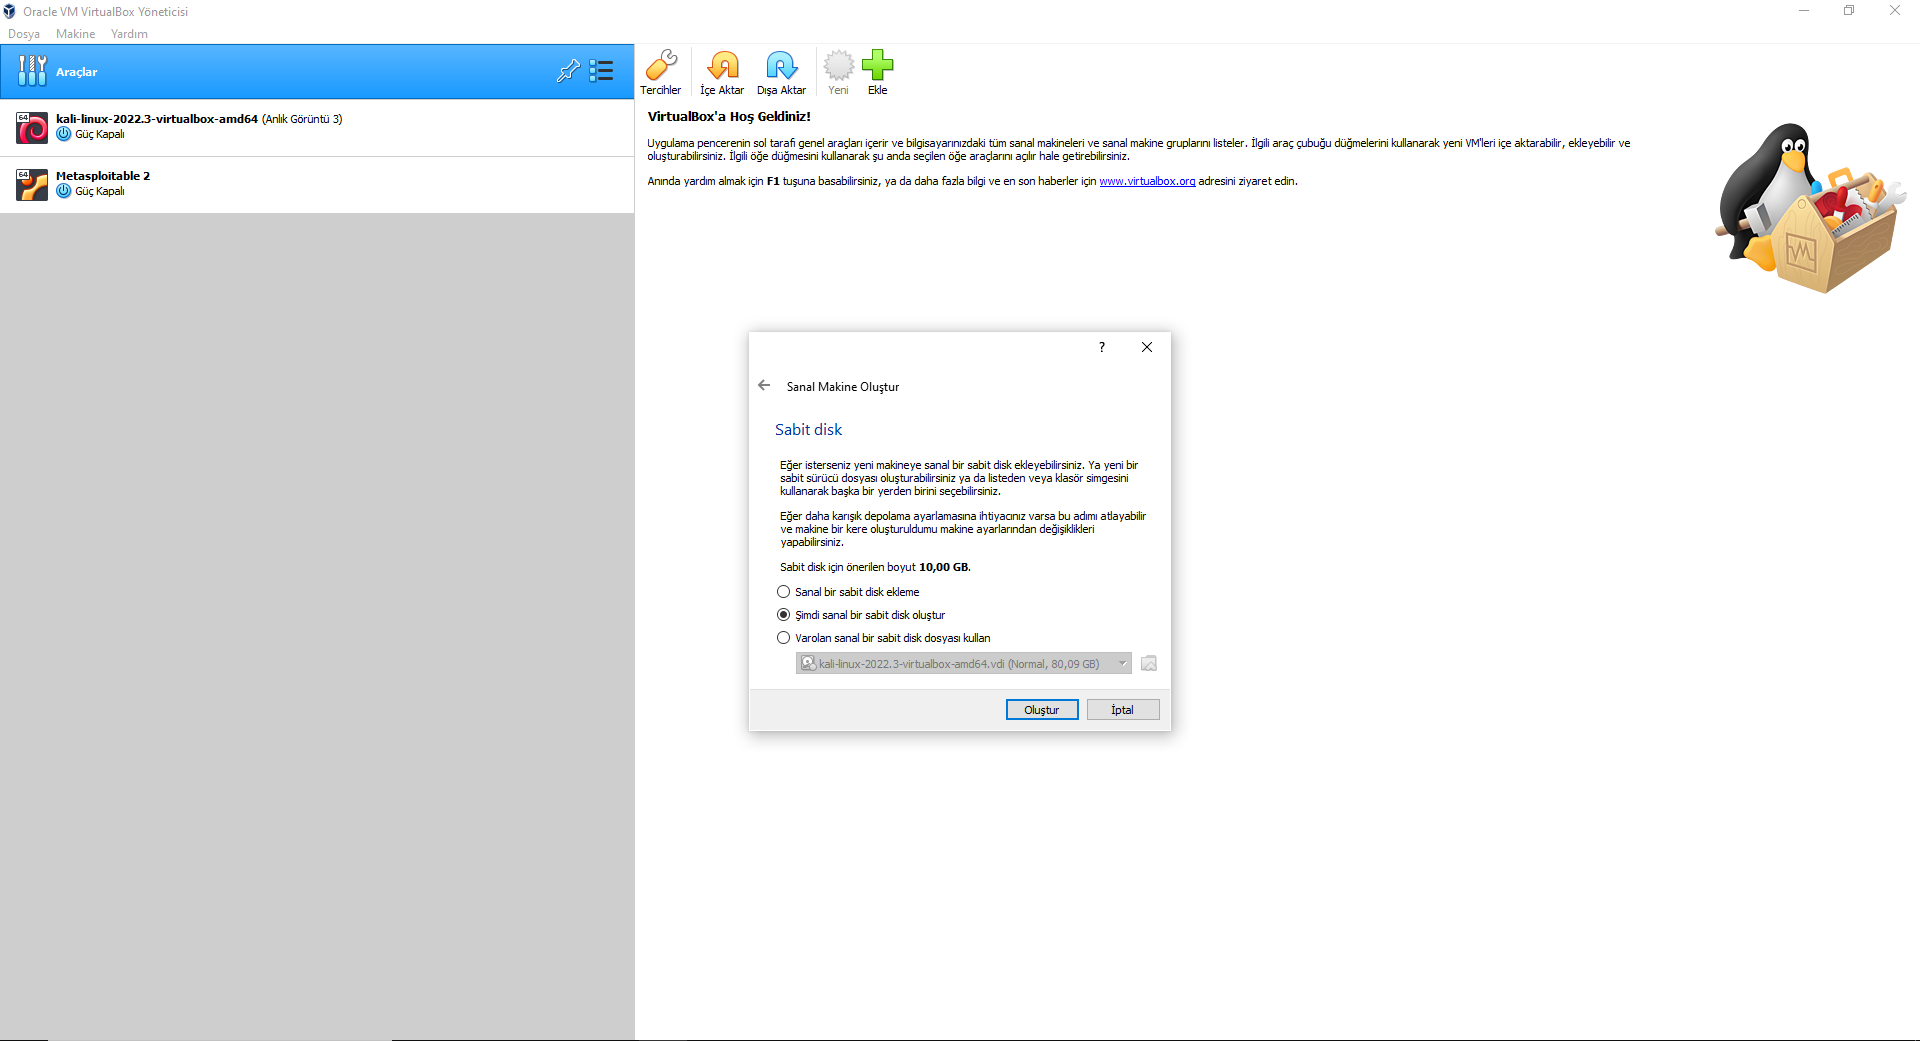 Oracle VM VirtualBox Yöneticisi
Dosya Makine Yardım
Araçlar
64
kali-linux-2022.3-virtualbox-amd64 (Anlık Görüntü 3)
Güç Kapalı
64
Metasploitable 2
Güç Kapalı
Tercihler İçe Aktar Dışa Aktar Yeni Ekle
VirtualBox'a Hoş Geldiniz!
Uygulama pencerenin sol tarafı genel araçları içerir ve bilgisayarınızdaki tüm sanal makineleri ve sanal makine gruplarını listeler. İlgili araç çubuğu düğmelerini kullanarak yeni VM'leri içe aktarabilir, ekleyebilir ve
oluşturabilirsiniz. İlgili öğe düğmesini kullanarak şu anda seçilen öğe araçlarını açılır hale getirebilirsiniz.
Anında yardım almak için F1 tuşuna basabilirsiniz, ya da daha fazla bilgi ve en son haberler için www.virtualbox.org adresini ziyaret edin.
?
Sanal Makine Oluştur
Sabit disk
Eğer isterseniz yeni makineye sanal bir sabit disk ekleyebilirsiniz. Ya yeni bir
sabit sürücü dosyası oluşturabilirsiniz ya da listeden veya klasör simgesini
kullanarak başka bir yerden birini seçebilirsiniz.
Eğer daha karışık depolama ayarlamasına ihtiyacınız varsa bu adımı atlayabilir
ve makine bir kere oluşturuldumu makine ayarlarından değişiklikleri
yapabilirsiniz.
Sabit disk için önerilen boyut 10,00 GB.
Sanal bir sabit disk ekleme
Şimdi sanal bir sabit disk oluştur
Varolan sanal bir sabit disk dosyası kullan
kali-linux-2022.3-virtualbox-amd64.vdi (Normal, 80,09 GB)
Oluştur İptal